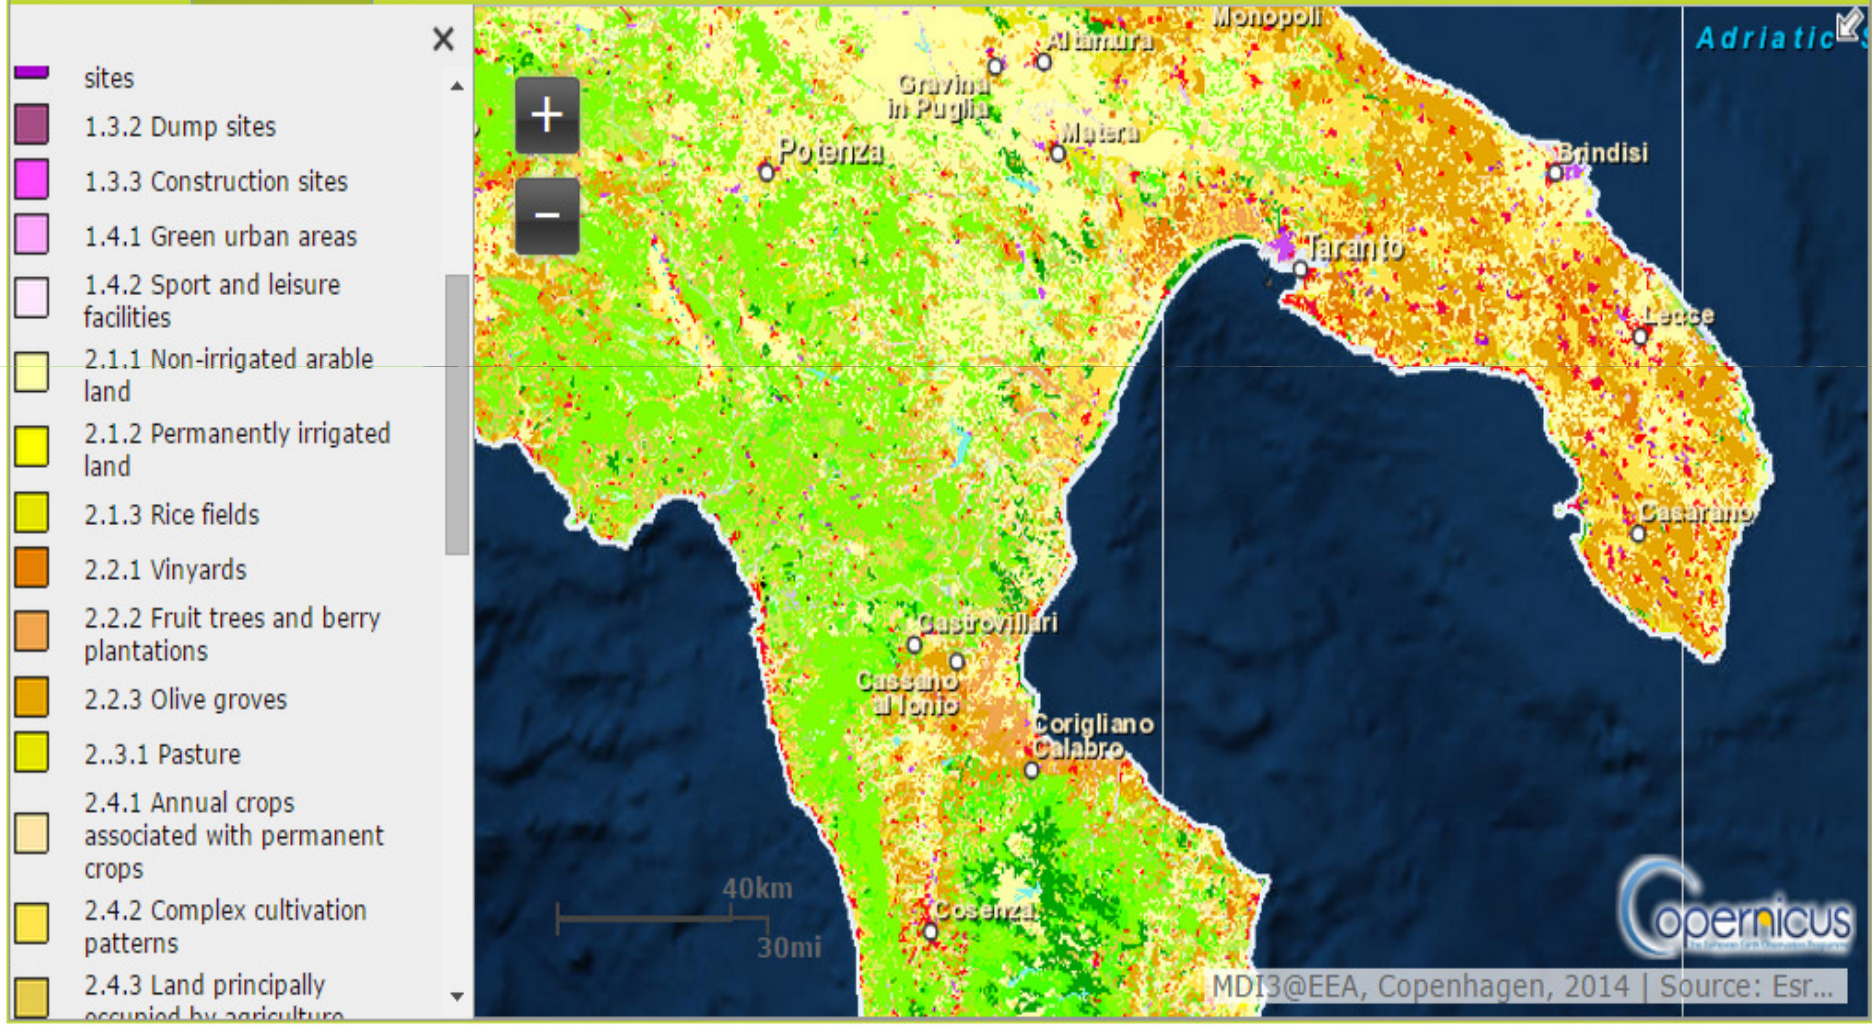 sites
1.3.2 Dump sites
1.3.3 Construction sites
1.4.1 Green urban areas
1.4.2 Sport and leisure
facilities
2.1.1 Non-irrigated arable
land
2.1.2 Permanently irrigated
land
2.1.3 Rice fields
2.2.1 Vinyards
2.2.2 Fruit trees and berry
plantations
2.2.3 Olive groves
2..3.1 Pasture
2.4.1 Annual crops
associated with permanent
crops
2.4.2 Complex cultivation
patterns
2.4.3 Land principally
occupied by agriculture
+
−
Monopoli
Adriatic S
Altamura
Gravina
in Puglia
Matera
Potenza
Brindisi
Taranto
Lecce
Casarano
Castrovillari
Cassano
al Ionio
Corigliano
Calabro
Cosenza
40km
30mi
Copernicus
MDI3@EEA, Copenhagen, 2014 | Source: Esr...